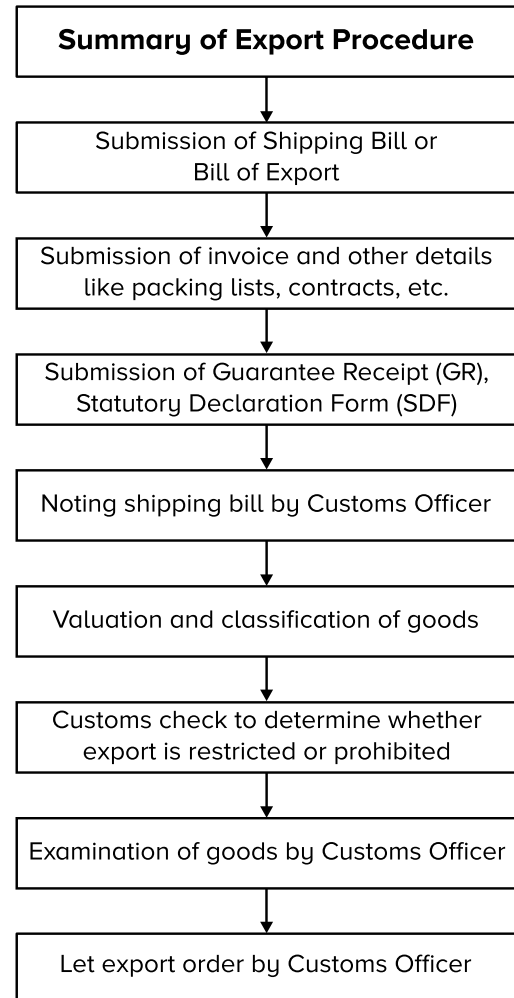 Summary of Export Procedure
Submission of Shipping Bill or
Bill of Export
Submission of invoice and other details
like packing lists, contracts, etc.
Submission of Guarantee Receipt (GR),
Statutory Declaration Form (SDF)
Noting shipping bill by Customs Officer
Valuation and classification of goods
Customs check to determine whether
export is restricted or prohibited
Examination of goods by Customs Officer
Let export order by Customs Officer